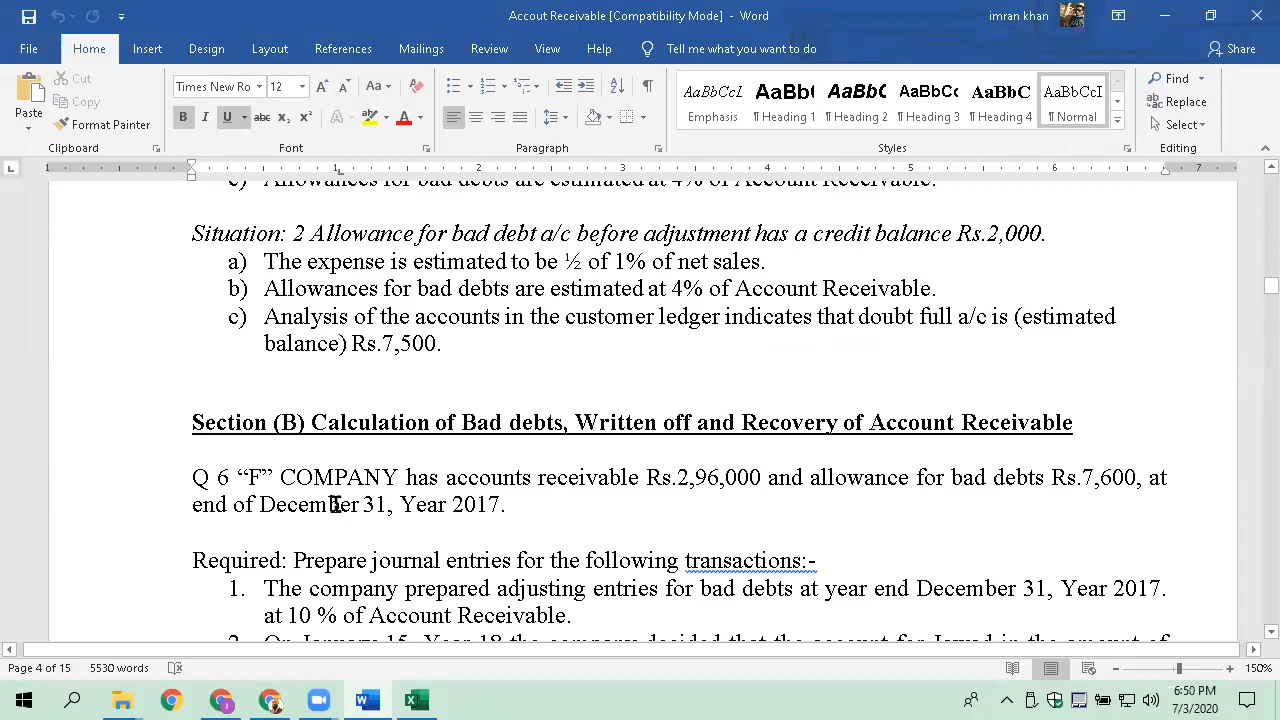 Accout Receivable [Compatibility Mode] - Word
imran khan
File Home Insert Design Layout References Mailings Review View Help Tell me what you want to do Share
Paste
Cut
Copy
Format Painter
Clipboard
Times New Ro 12
Font
Paragraph
AaBbCcI AaBb( AaBbC AaBbCc AaBbC AaBbCcI
Emphasis ¶ Heading 1 ¶ Heading 2 ¶ Heading 3 ¶ Heading 4 ¶ Normal
Styles
Find
Replace
Select
Editing
1 1 2 3 4 5 6 7
c) Allowances for bad debts are estimated at 4% of Account Receivable.
Situation: 2 Allowance for bad debt a/c before adjustment has a credit balance Rs.2,000.
a) The expense is estimated to be ½ of 1% of net sales.
b) Allowances for bad debts are estimated at 4% of Account Receivable.
c) Analysis of the accounts in the customer ledger indicates that doubt full a/c is (estimated
balance) Rs.7,500.
Section (B) Calculation of Bad debts, Written off and Recovery of Account Receivable
Q 6 “F” COMPANY has accounts receivable Rs.2,96,000 and allowance for bad debts Rs.7,600, at
end of December 31, Year 2017.
Required: Prepare journal entries for the following transactions:-
1. The company prepared adjusting entries for bad debts at year end December 31, Year 2017.
at 10 % of Account Receivable.
2. On January 15, Year 18 the company decided that the account for Javed in the amount of
Page 4 of 15 5530 words 150%
6:50 PM
7/3/2020